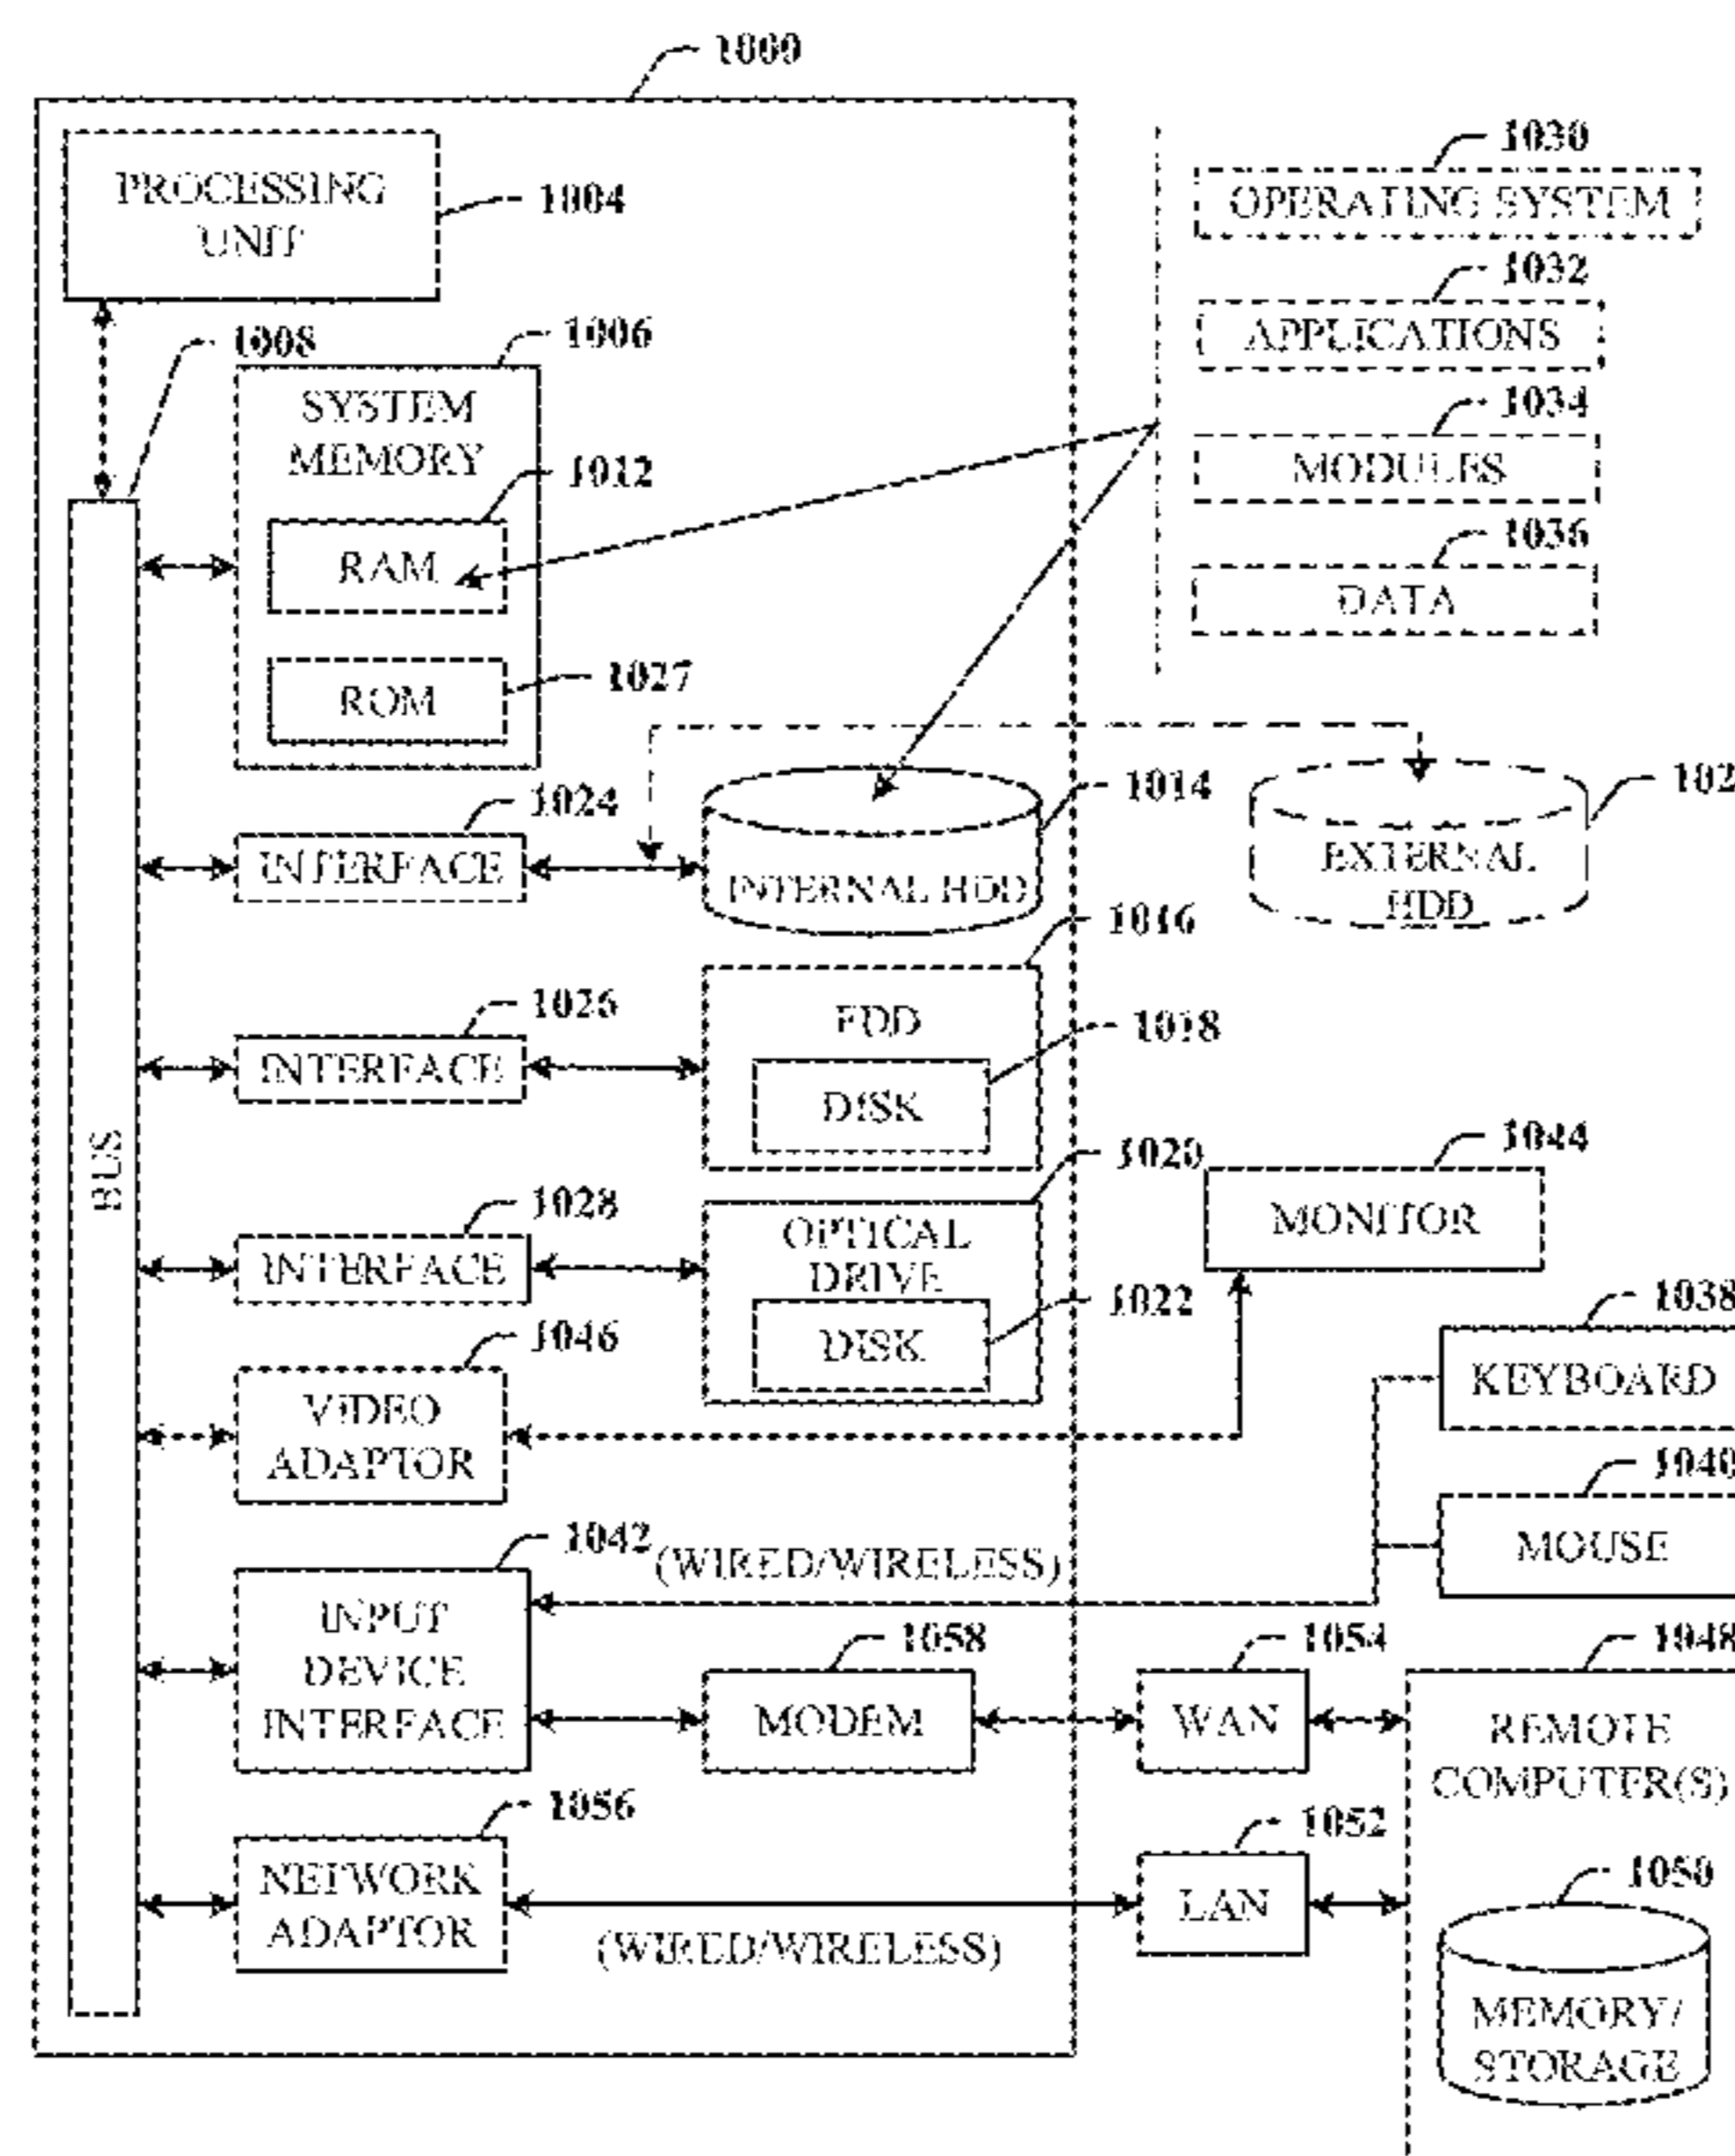 1000
PROCESSING
UNIT
1004
1008
1006
SYSTEM
MEMORY
1012
RAM
ROM
1027
1030
OPERATING SYSTEM
1032
APPLICATIONS
1034
MODULES
1036
DATA
1024
INTERFACE
1014
INTERNAL HDD
102
EXTERNAL
HDD
1026
INTERFACE
1016
FDD
1018
DISK
BUS
1028
INTERFACE
1020
OPTICAL
DRIVE
1022
DISK
1044
MONITOR
1046
VIDEO
ADAPTOR
1038
KEYBOARD
1040
MOUSE
1042
(WIRED/WIRELESS)
INPUT
DEVICE
INTERFACE
1058
MODEM
1054
WAN
1048
REMOTE
COMPUTER(S)
1056
NETWORK
ADAPTOR
(WIRED/WIRELESS)
1052
LAN
1050
MEMORY/
STORAGE